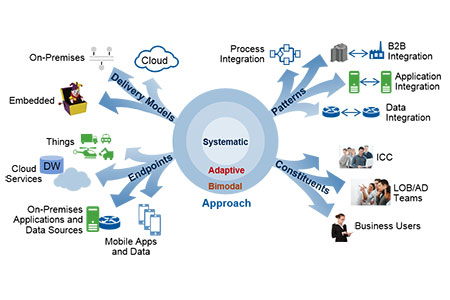 On-Premises
Cloud
Delivery Models
Embedded
Things
Cloud
Services
DW
Endpoints
On-Premises
Applications and
Data Sources
Mobile Apps
and Data
Systematic
Adaptive
Bimodal
Approach
Process
Integration
Patterns
B2B
Integration
Application
Integration
Data
Integration
Constituents
ICC
LOB/AD
Teams
Business Users